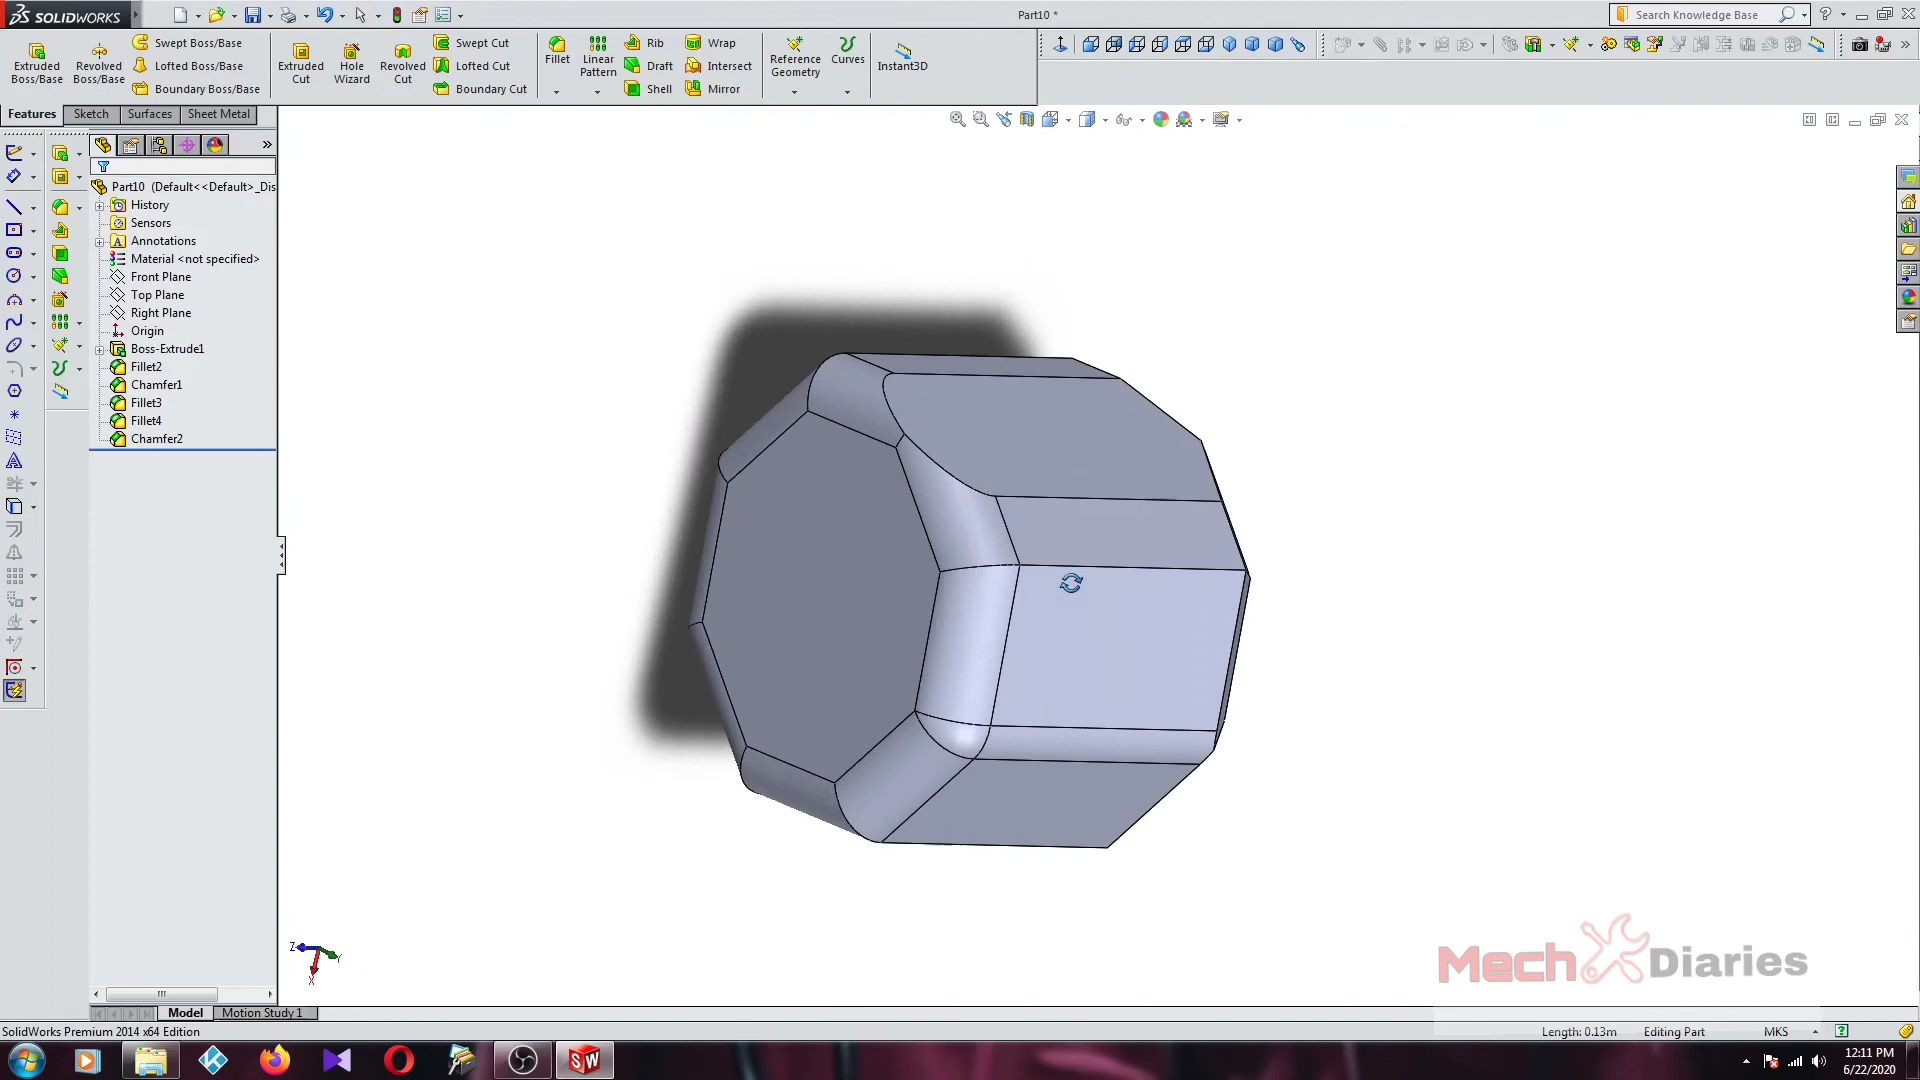 SOLIDWORKS
Part10 *
Search Knowledge Base
Extruded
Boss/Base
Revolved
Boss/Base
Swept Boss/Base
Lofted Boss/Base
Boundary Boss/Base
Extruded
Cut
Hole
Wizard
Revolved
Cut
Swept Cut
Lofted Cut
Boundary Cut
Fillet
Linear
Pattern
Rib
Draft
Shell
Wrap
Intersect
Mirror
Reference
Geometry
Curves
Instant3D
Features
Sketch
Surfaces
Sheet Metal
Part10 (Default<<Default>_Dis
History
Sensors
Annotations
Material <not specified>
Front Plane
Top Plane
Right Plane
Origin
Boss-Extrude1
Fillet2
Chamfer1
Fillet3
Fillet4
Chamfer2
Z
Y
X
Mech Diaries
Model
Motion Study 1
SolidWorks Premium 2014 x64 Edition
Length: 0.13m
Editing Part
MKS
12:11 PM
6/22/2020